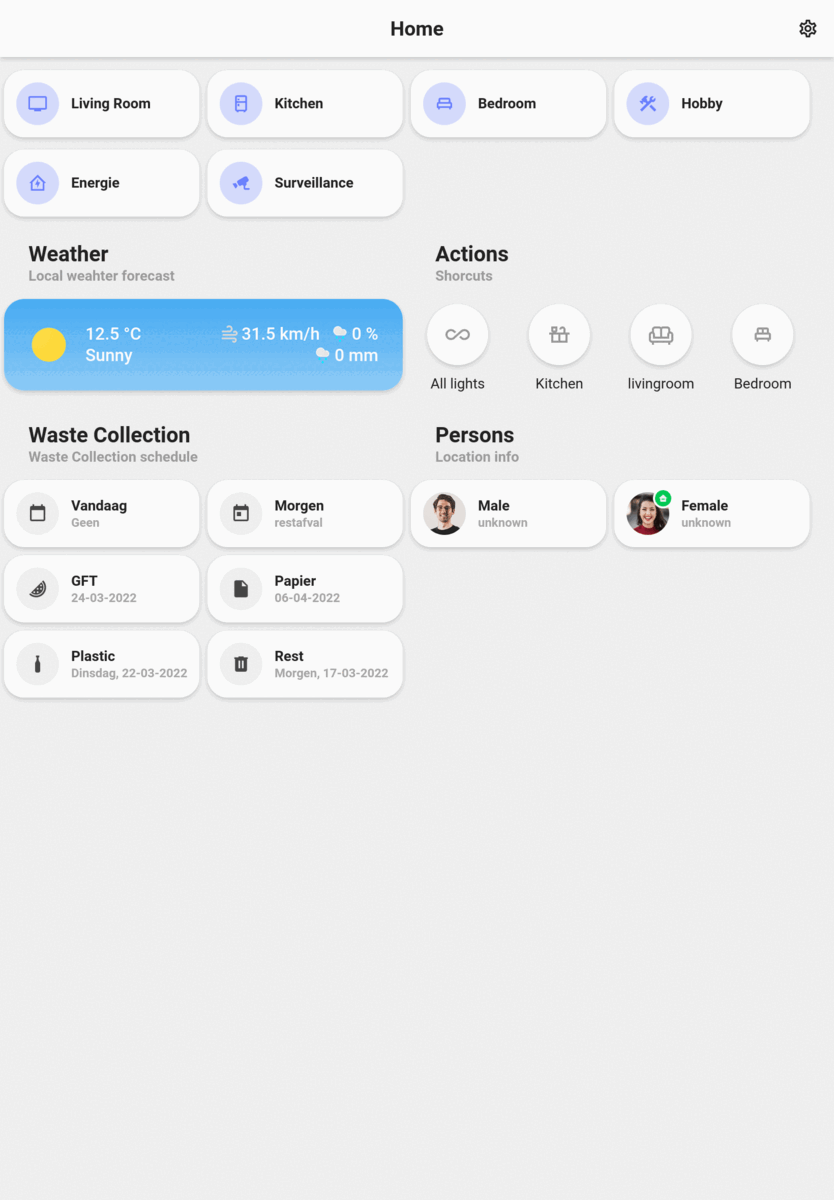 Home
Living Room
Kitchen
Bedroom
Hobby
Energie
Surveillance
Weather
Local weahter forecast
12.5 °C
Sunny
31.5 km/h
0 %
0 mm
Actions
Shorcuts
All lights
Kitchen
livingroom
Bedroom
Waste Collection
Waste Collection schedule
Vandaag
Geen
Morgen
restafval
GFT
24-03-2022
Papier
06-04-2022
Plastic
Dinsdag, 22-03-2022
Rest
Morgen, 17-03-2022
Persons
Location info
Male
unknown
Female
unknown